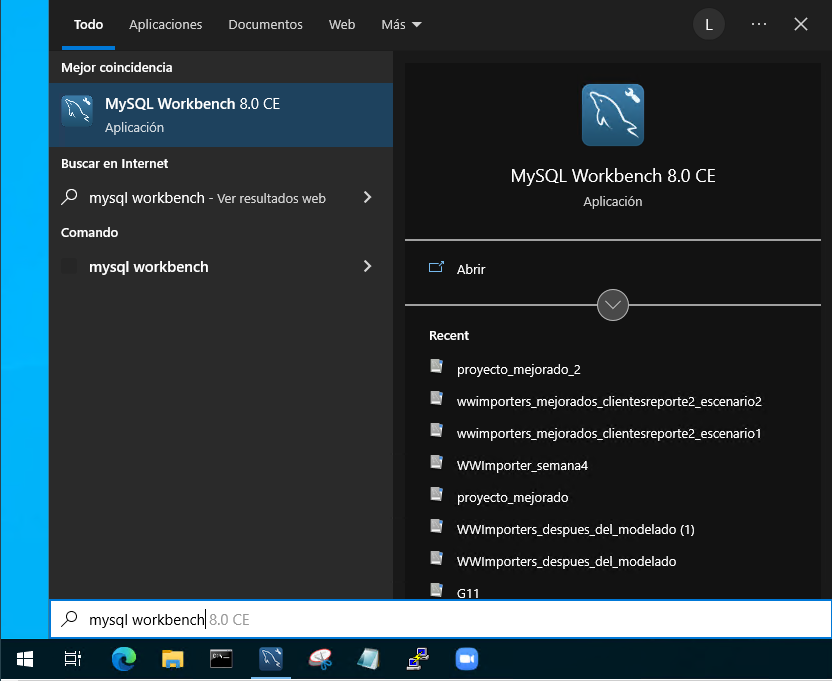 Todo Aplicaciones Documentos Web Más L ...
Mejor coincidencia
MySQL Workbench 8.0 CE
Aplicación
Buscar en Internet
mysql workbench - Ver resultados web
Comando
mysql workbench
MySQL Workbench 8.0 CE
Aplicación
Abrir
Recent
proyecto_mejorado_2
wwimporters_mejorados_clientesreporte2_escenario2
wwimporters_mejorados_clientesreporte2_escenario1
WWImporter_semana4
proyecto_mejorado
WWImporters_despues_del_modelado (1)
WWImporters_despues_del_modelado
G11
mysql workbench 8.0 CE